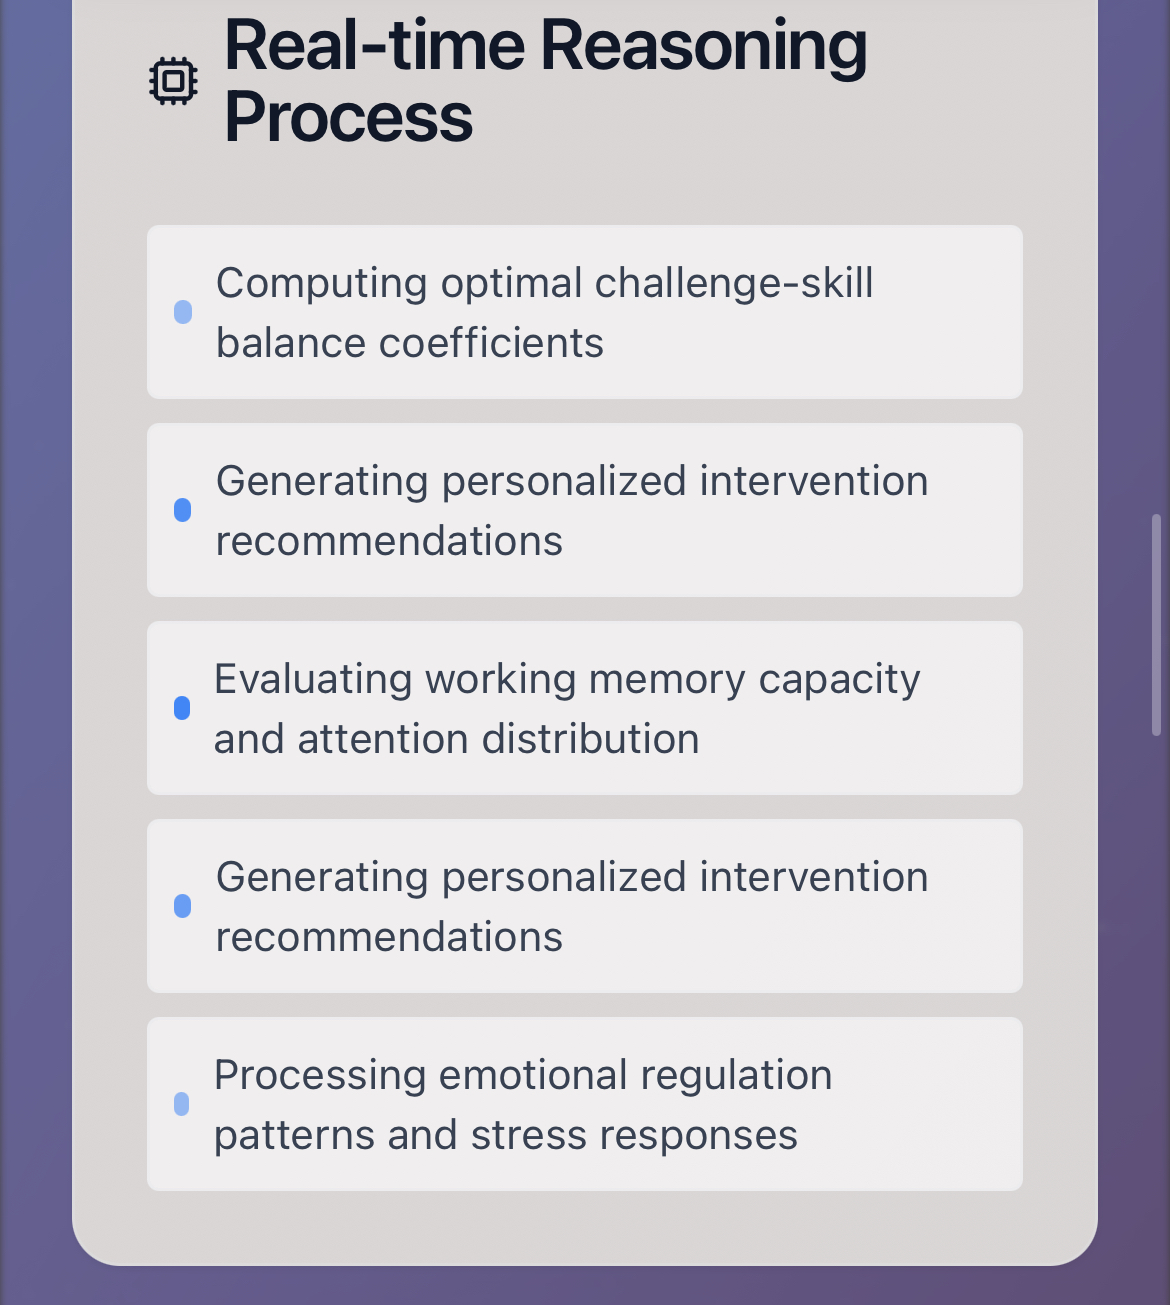 Real-time Reasoning
Process
Computing optimal challenge-skill
balance coefficients
Generating personalized intervention
recommendations
Evaluating working memory capacity
and attention distribution
Generating personalized intervention
recommendations
Processing emotional regulation
patterns and stress responses